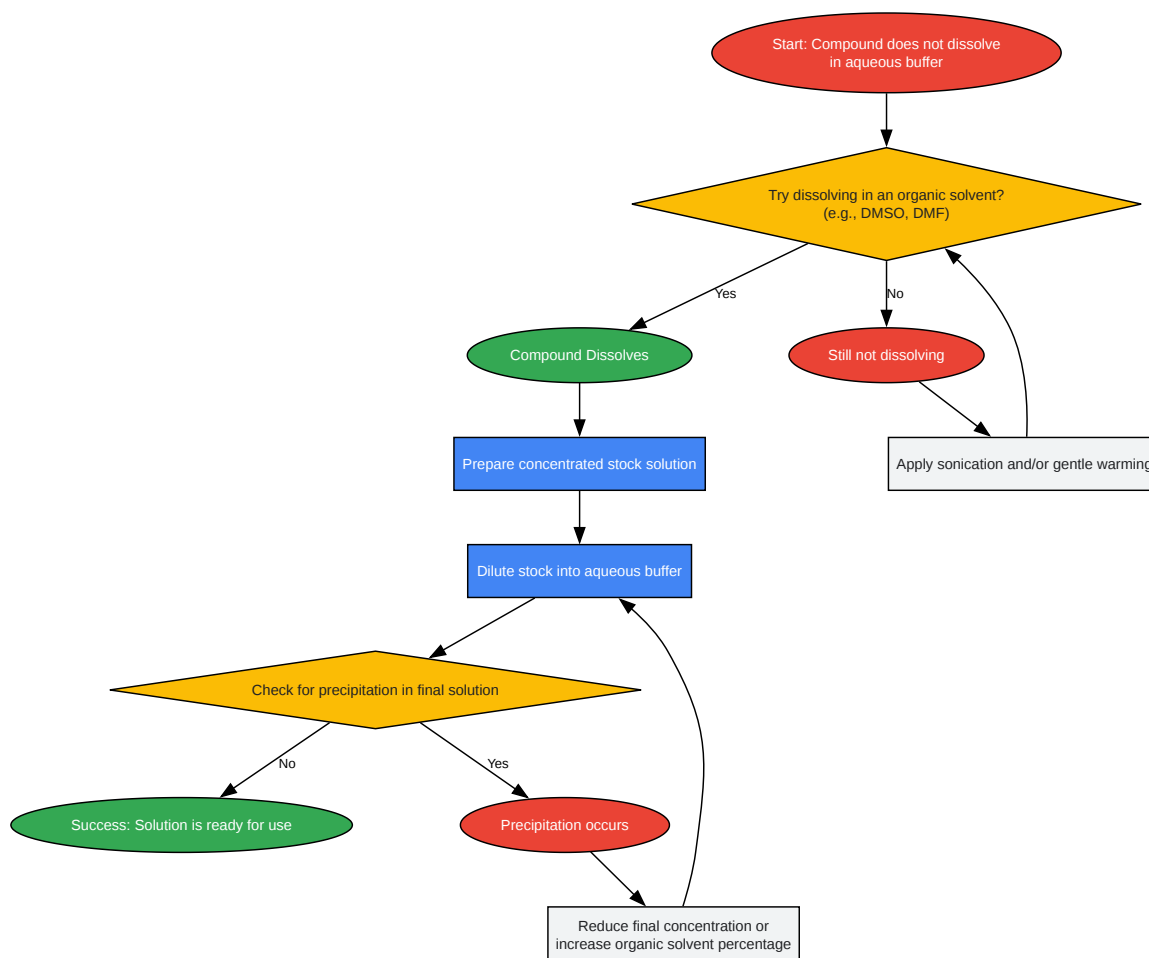 Start: Compound does not dissolve
in aqueous buffer
Try dissolving in an organic solvent?
(e.g., DMSO, DMF)
Yes
No
Compound Dissolves
Still not dissolving
Prepare concentrated stock solution
Apply sonication and/or gentle warming
Dilute stock into aqueous buffer
Check for precipitation in final solution
No
Yes
Success: Solution is ready for use
Precipitation occurs
Reduce final concentration or
increase organic solvent percentage